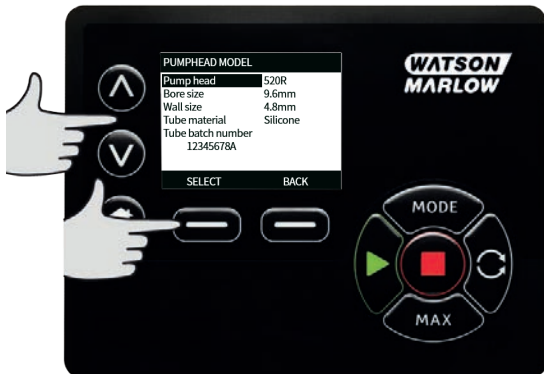 PUMPHEAD MODEL
Pump head 520R
Bore size 9.6mm
Wall size 4.8mm
Tube material Silicone
Tube batch number
12345678A
SELECT BACK
WATSON
MARLOW
MODE
MAX